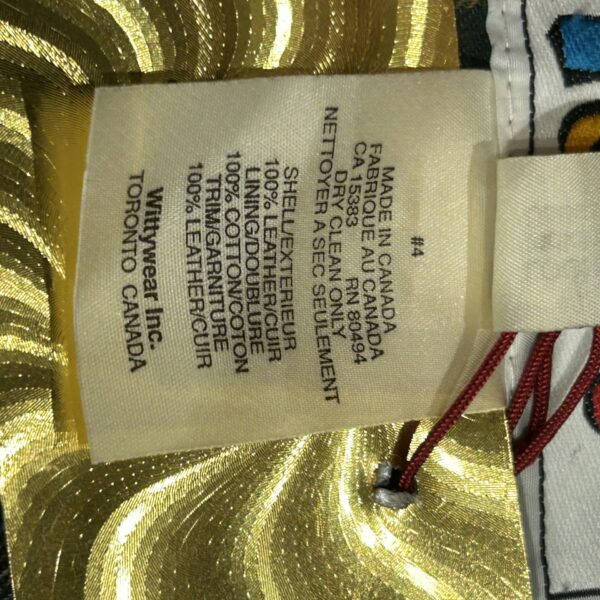 #4
MADE IN CANADA
FABRIQUE AU CANADA
CA 15383 RN 80494
DRY CLEAN ONLY
NETTOYER A SEC SEULEMENT
SHELL/EXTERIEUR
100% LEATHER/CUIR
LINING/DOUBLURE
100% COTTON/COTON
TRIM/GARNITURE
100% LEATHER/CUIR
Wittywear Inc.
TORONTO CANADA